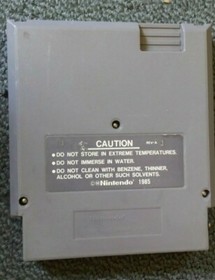 CAUTION
●DO NOT STORE IN EXTREME TEMPERATURES.
●DO NOT IMMERSE IN WATER.
●DO NOT CLEAN WITH BENZENE, THINNER,
ALCOHOL OR OTHER SUCH SOLVENTS.
©Nintendo® 1985